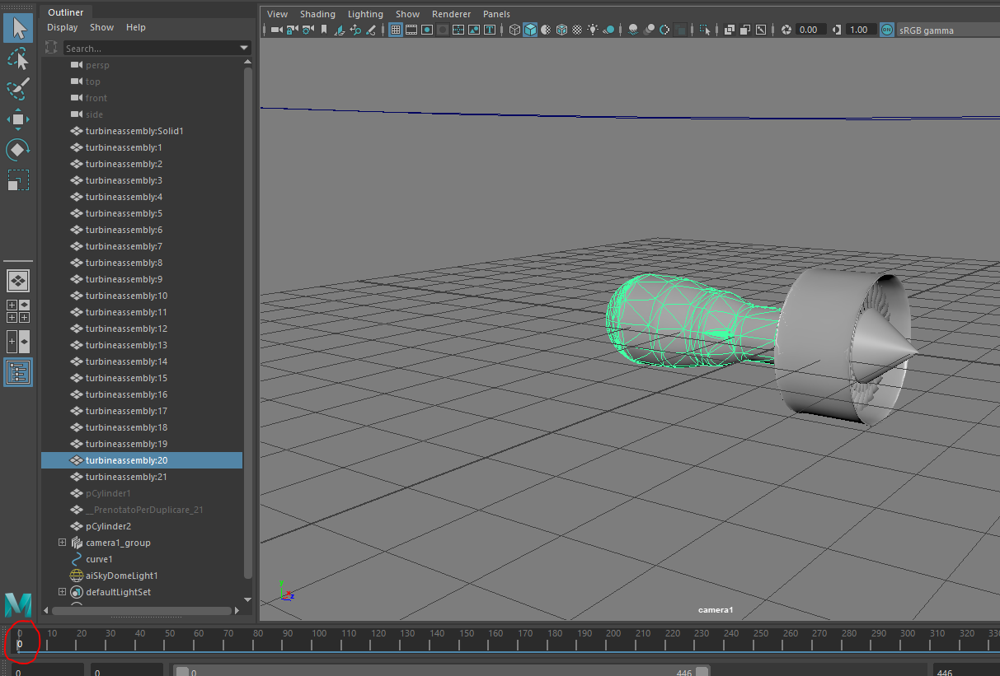 Outliner
Display Show Help
Search...
persp
top
front
side
turbineassembly:Solid1
turbineassembly:1
turbineassembly:2
turbineassembly:3
turbineassembly:4
turbineassembly:5
turbineassembly:6
turbineassembly:7
turbineassembly:8
turbineassembly:9
turbineassembly:10
turbineassembly:11
turbineassembly:12
turbineassembly:13
turbineassembly:14
turbineassembly:15
turbineassembly:16
turbineassembly:17
turbineassembly:18
turbineassembly:19
turbineassembly:20
turbineassembly:21
pCylinder1
__PrenotatoPerDuplicare_21
pCylinder2
camera1_group
curve1
aiSkyDomeLight1
defaultLightSet
View Shading Lighting Show Renderer Panels
0.00 1.00 ON sRGB gamma
y
x
z
camera1
M
0 10 20 30 40 50 60 70 80 90 100 110 120 130 140 150 160 170 180 190 200 210 220 230 240 250 260 270 280 290 300 310 320 330
0
0 0 0 446 446